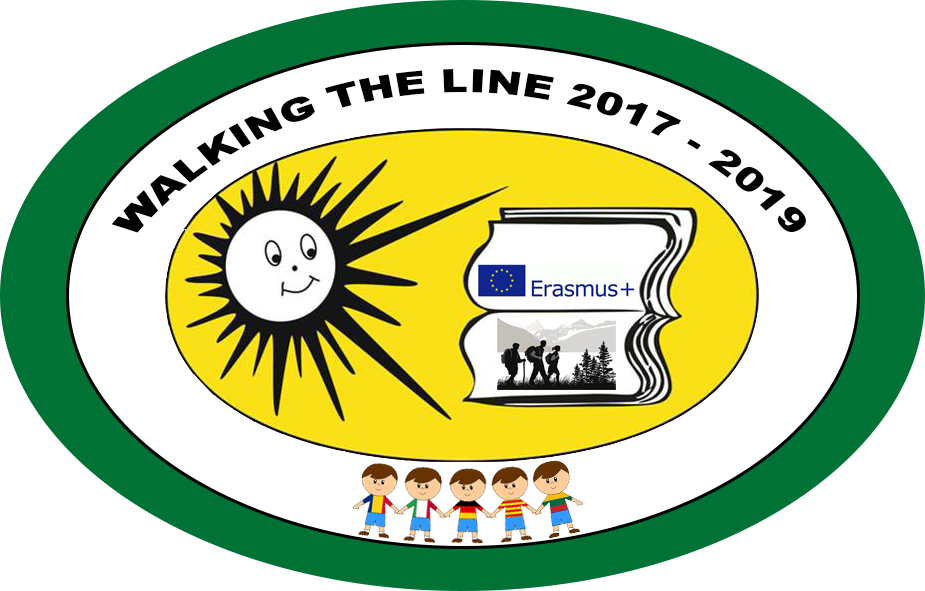 WALKING THE LINE 2017 - 2019
Erasmus+